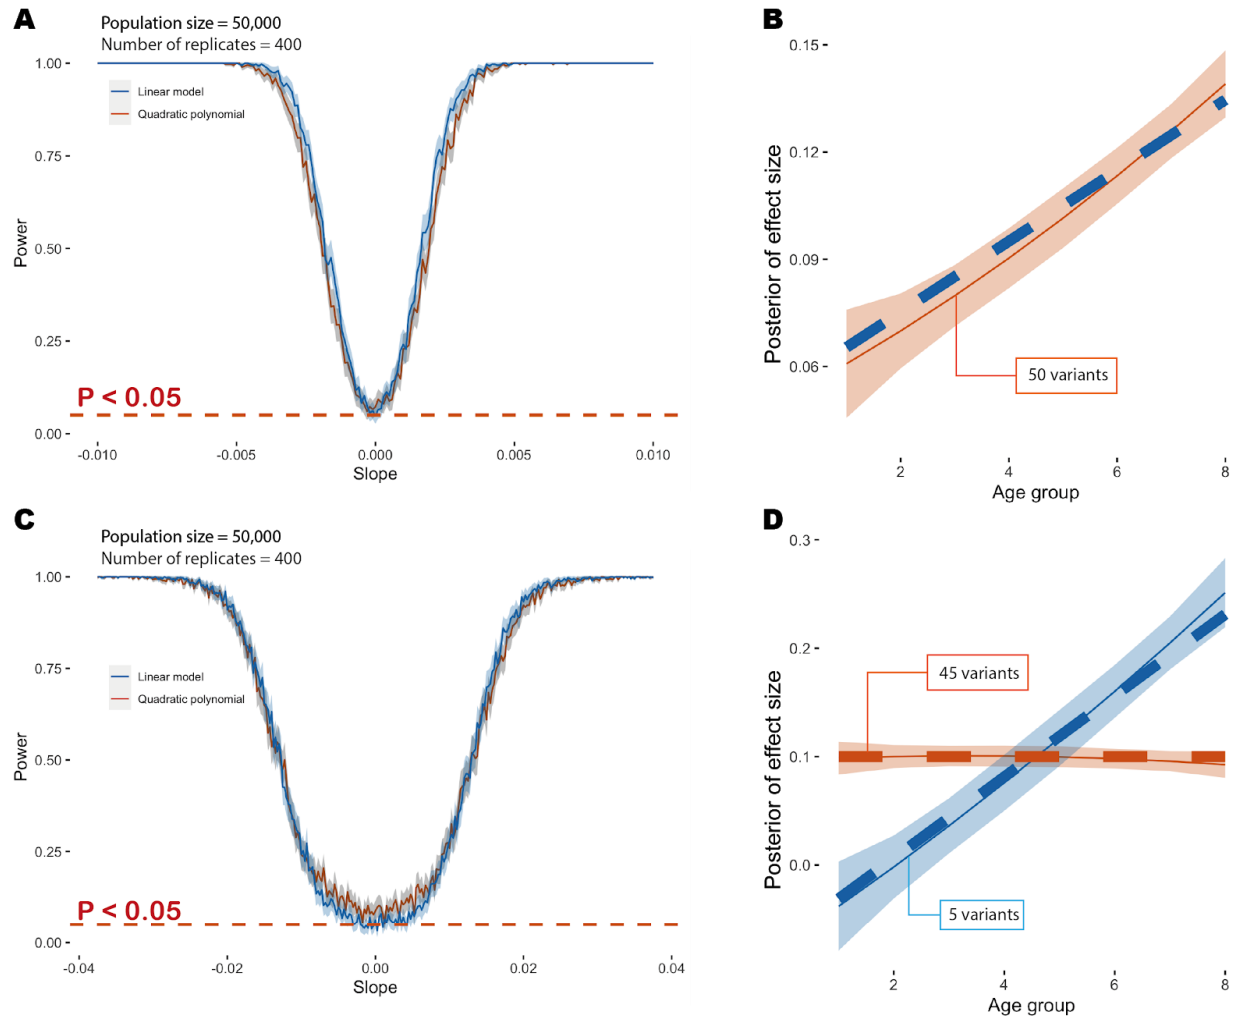 A
Population size = 50,000
Number of replicates = 400
1.00
0.75
0.50
0.25
0.00
Power
Linear model
Quadratic polynomial
P < 0.05
-0.010
-0.005
0.000
0.005
0.010
Slope
B
0.15
0.12
0.09
0.06
Posterior of effect size
50 variants
2
4
6
8
Age group
C
Population size = 50,000
Number of replicates = 400
1.00
0.75
0.50
0.25
0.00
Power
Linear model
Quadratic polynomial
P < 0.05
-0.04
-0.02
0.00
0.02
0.04
Slope
D
0.3
0.2
0.1
0.0
Posterior of effect size
45 variants
5 variants
2
4
6
8
Age group